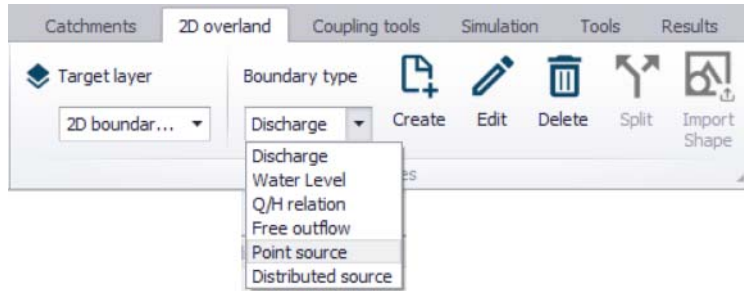 Catchments 2D overland Coupling tools Simulation Tools Results
Target layer Boundary type
2D boundar... Discharge Create Edit Delete Split Import Shape
Discharge
Water Level
Q/H relation
Free outflow
Point source
Distributed source